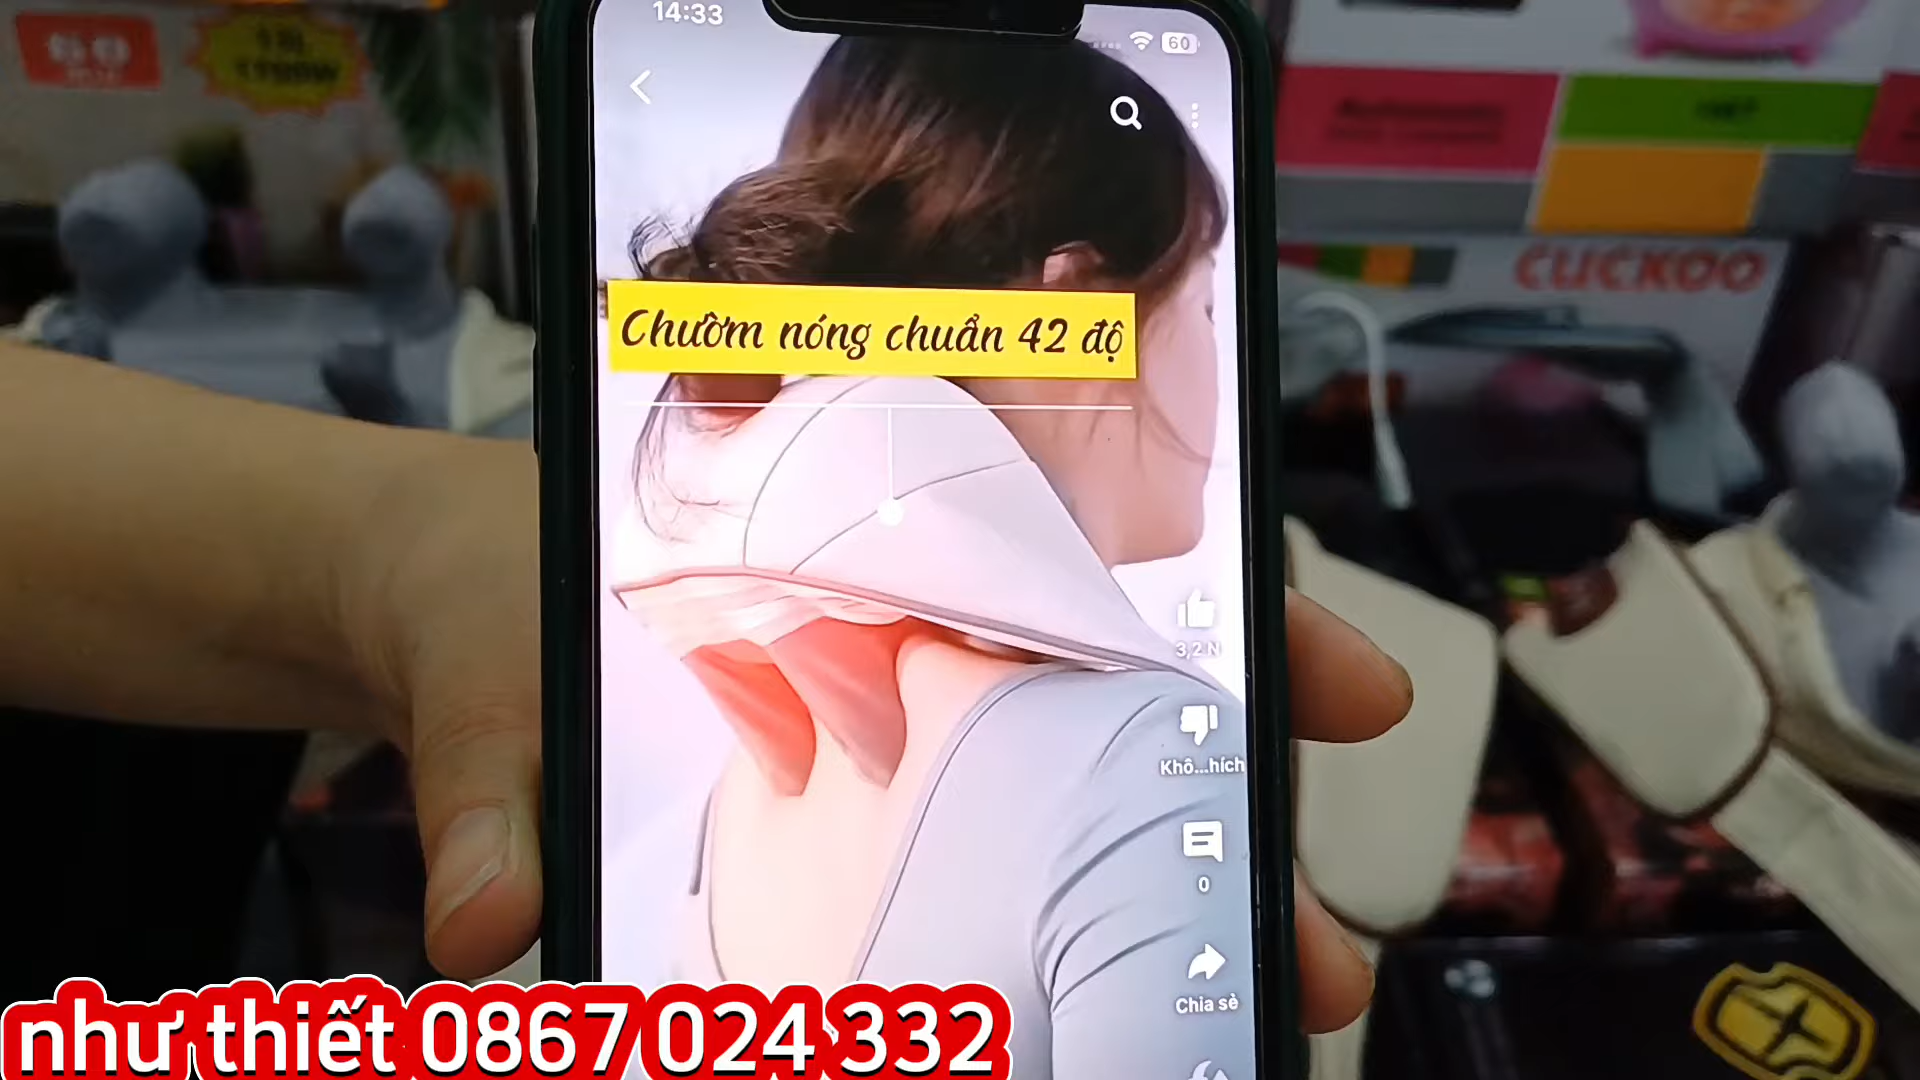 14:33
60
Chườm nóng chuẩn 42 độ
CUCKOO
3,2 N
Khô...hích
0
Chia sẻ
như thiết 0867 024 332